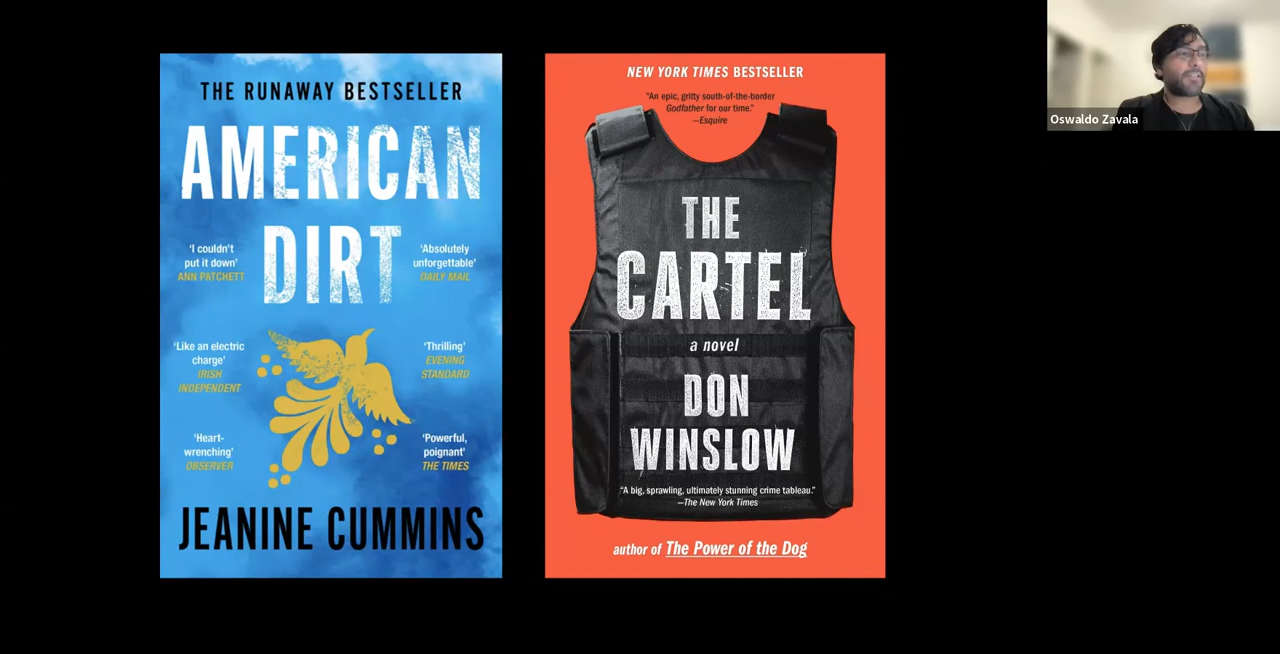 THE RUNAWAY BESTSELLER
AMERICAN
DIRT
'I couldn't
put it down'
ANN PATCHETT
'Absolutely
unforgettable'
DAILY MAIL
'Like an electric
charge'
IRISH
INDEPENDENT
'Thrilling'
EVENING
STANDARD
'Heart-
wrenching'
OBSERVER
'Powerful,
poignant'
THE TIMES
JEANINE CUMMINS
NEW YORK TIMES BESTSELLER
"An epic, gritty south-of-the-border
Godfather for our time."
—Esquire
THE
CARTEL
a novel
DON
WINSLOW
"A big, sprawling, ultimately stunning crime tableau."
—The New York Times
author of The Power of the Dog
Oswaldo Zavala